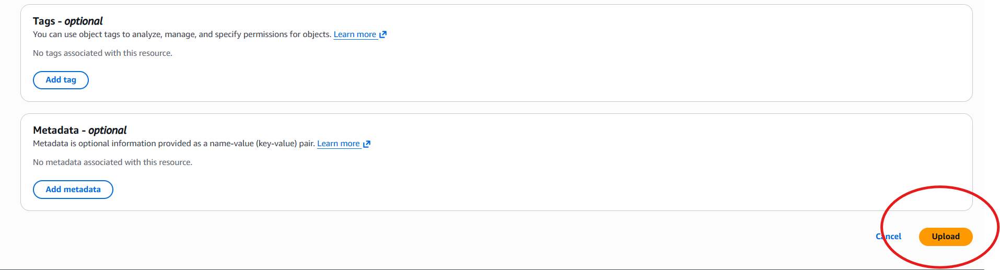 Tags - optional
You can use object tags to analyze, manage, and specify permissions for objects. Learn more
No tags associated with this resource.
Add tag
Metadata - optional
Metadata is optional information provided as a name-value (key-value) pair. Learn more
No metadata associated with this resource.
Add metadata
Cancel Upload